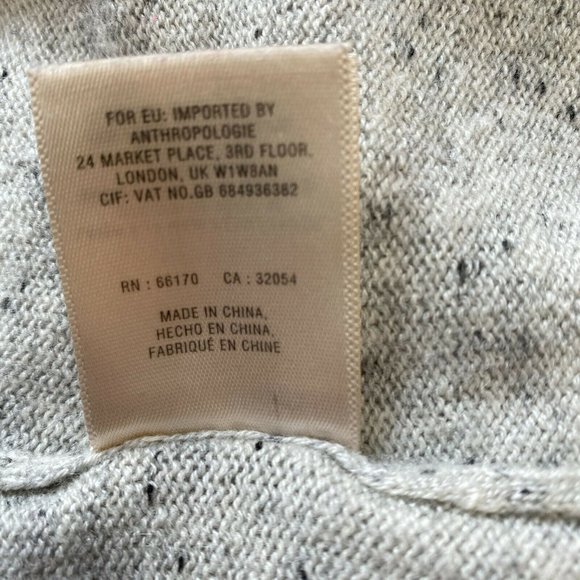 FOR EU: IMPORTED BY
ANTHROPOLOGIE
24 MARKET PLACE, 3RD FLOOR,
LONDON, UK W1W8AN
CIF: VAT NO.GB 684936382
RN : 66170 CA : 32054
MADE IN CHINA,
HECHO EN CHINA,
FABRIQUÉ EN CHINE